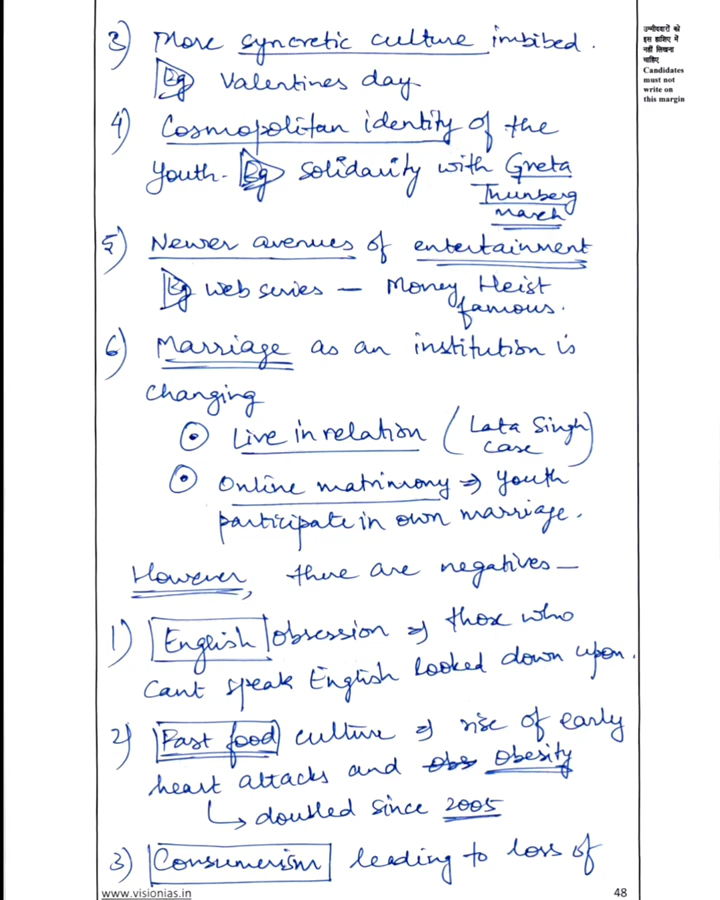 3) More syncretic culture imbibed.
Eg Valentines day
4) Cosmopolitan identity of the
youth. Eg solidarity with Greta
Thunberg
march
5) Newer avenues of entertainment
Eg web series — Money Heist
famous.
6) Marriage as an institution is
changing
⊙ Live in relation (Lata Singh
case)
⊙ Online matrimony ⇒ youth
participate in own marriage.
However, there are negatives —
1) English obsession ⇒ those who
cant speak English looked down upon.
2) Fast food culture ⇒ rise of early
heart attacks and obs obesity
↳ doubled since 2005
3) Consumerism leading to loss of
उम्मीदवारों को
इस हाशिए में
नहीं लिखना
चाहिए
Candidates
must not
write on
this margin
www.visionias.in
48